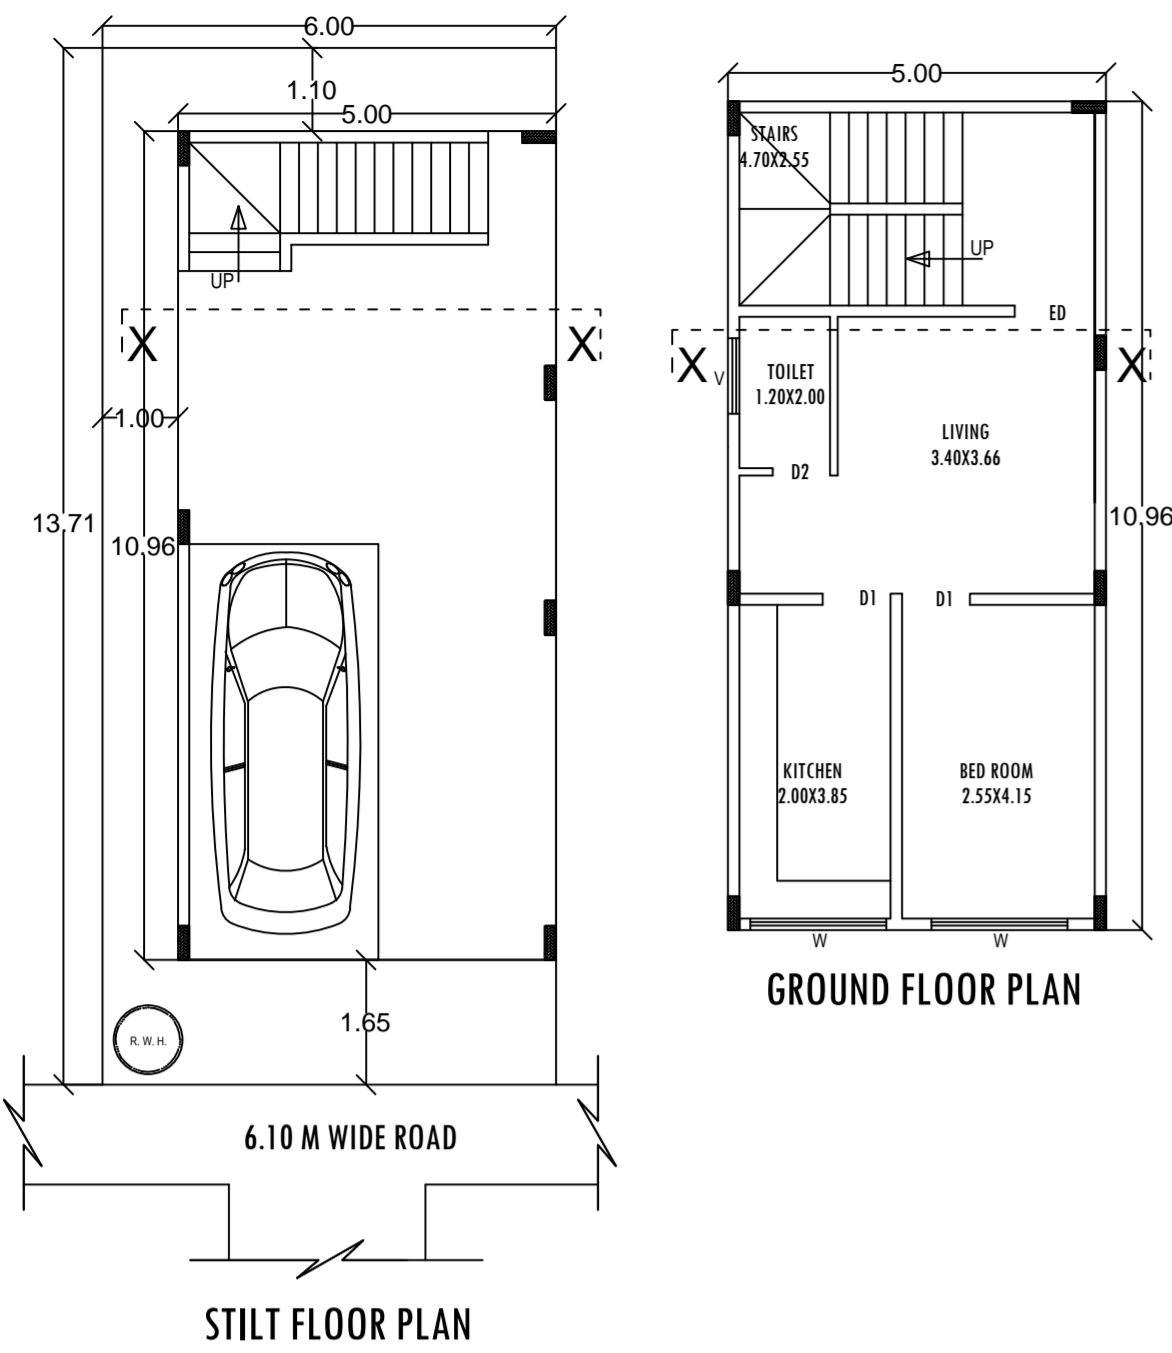 6.00
1.10
5.00
UP
X
X
1.00
13.71
10.96
1.65
R. W. H.
6.10 M WIDE ROAD
STILT FLOOR PLAN
5.00
STAIRS
4.70X2.55
UP
ED
X
X
V
TOILET
1.20X2.00
LIVING
3.40X3.66
D2
10.96
D1
D1
KITCHEN
2.00X3.85
BED ROOM
2.55X4.15
W
W
GROUND FLOOR PLAN